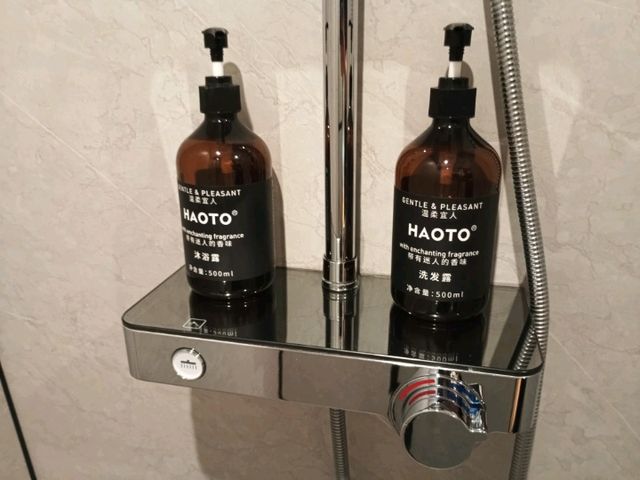 GENTLE & PLEASANT
温柔宜人
HAOTO®
with enchanting fragrance
带有迷人的香味
沐浴露
净含量:500ml
GENTLE & PLEASANT
温柔宜人
HAOTO®
with enchanting fragrance
带有迷人的香味
洗发露
净含量:500ml